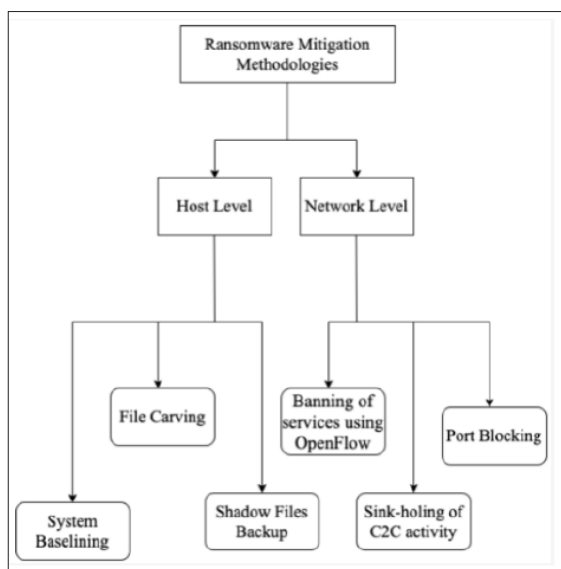 Ransomware Mitigation
Methodologies
Host Level
Network Level
File Carving
Banning of
services using
OpenFlow
Port Blocking
System
Baselining
Shadow Files
Backup
Sink-holing of
C2C activity